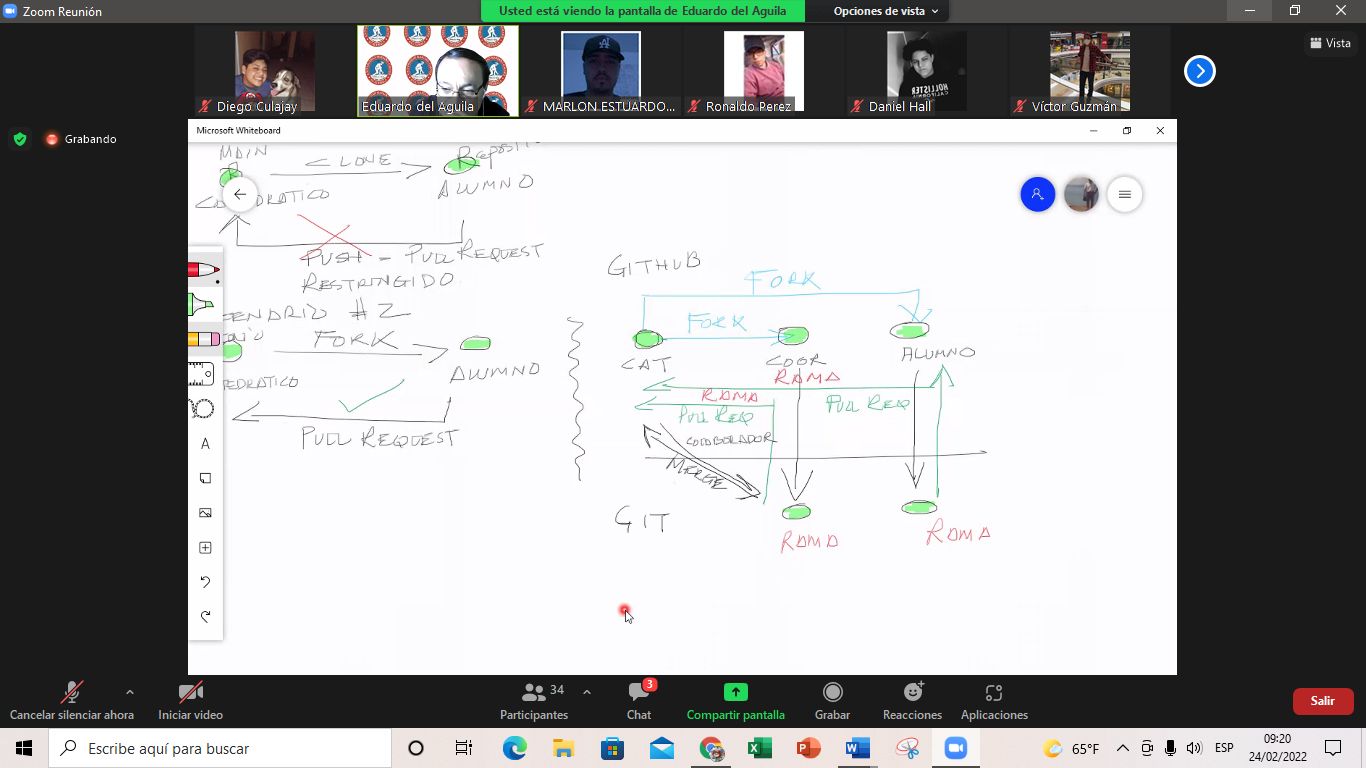 Zoom Reunión
Usted está viendo la pantalla de Eduardo del Aguila
Opciones de vista
Vista
Diego Culajay
Eduardo del Aguila
MARLON ESTUARDO...
Ronaldo Perez
Daniel Hall
Víctor Guzmán
HOLLISTER
CALIFORNIA
Grabando
Microsoft Whiteboard
MAIN
CLONE
ALUMNO
PUSH - PULL REQUEST
RESTRINGIDO
#2
FORK
ALUMNO
PULL REQUEST
GITHUB
FORK
FORK
CAT
COOR
ALUMNO
RAMA
RAMA
PULL REQ
PULL REQ
COLABORADOR
MERGE
GIT
RAMA
RAMA
A
Cancelar silenciar ahora
Iniciar video
34
Participantes
3
Chat
Compartir pantalla
Grabar
Reacciones
Aplicaciones
Salir
Escribe aquí para buscar
65°F
ESP
09:20
24/02/2022